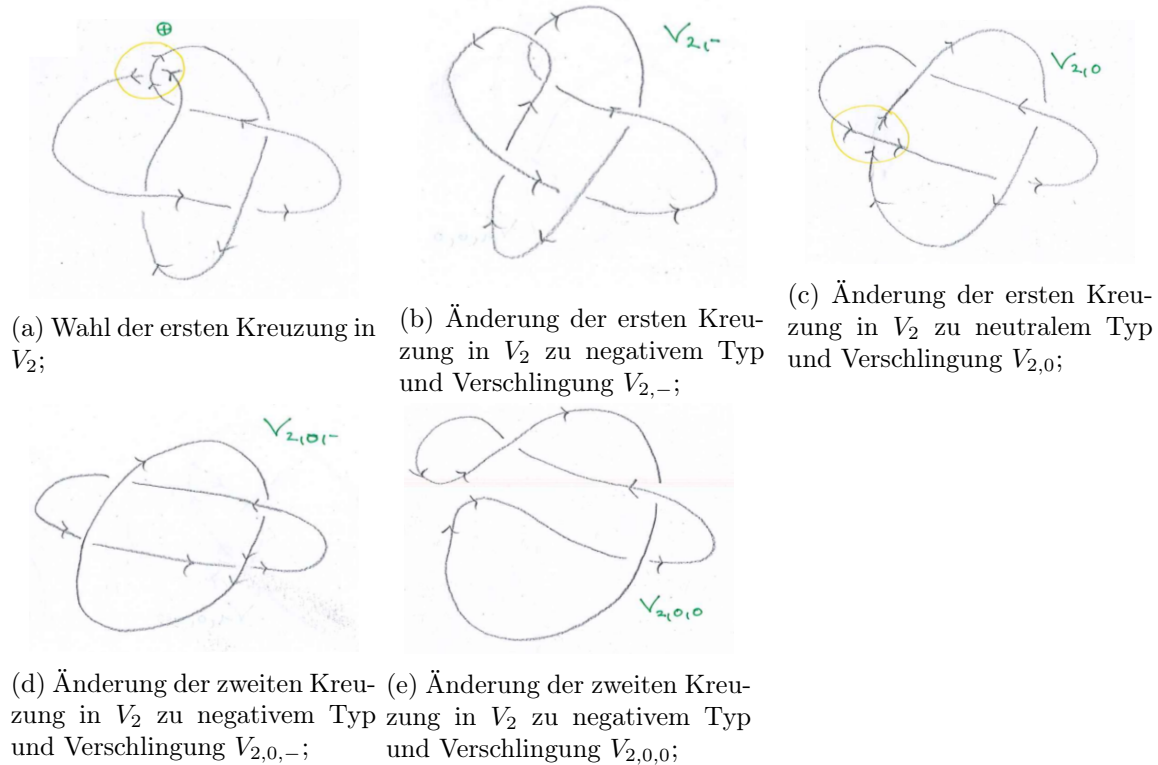 ⊕
V₂,₋
V₂,₀
(a) Wahl der ersten Kreuzung in
V₂;
(b) Änderung der ersten Kreu-
zung in V₂ zu negativem Typ
und Verschlingung V₂,₋;
(c) Änderung der ersten Kreu-
zung in V₂ zu neutralem Typ
und Verschlingung V₂,₀;
V₂,₀,₋
V₂,₀,₀
(d) Änderung der zweiten Kreu-
zung in V₂ zu negativem Typ
und Verschlingung V₂,₀,₋;
(e) Änderung der zweiten Kreu-
zung in V₂ zu negativem Typ
und Verschlingung V₂,₀,₀;